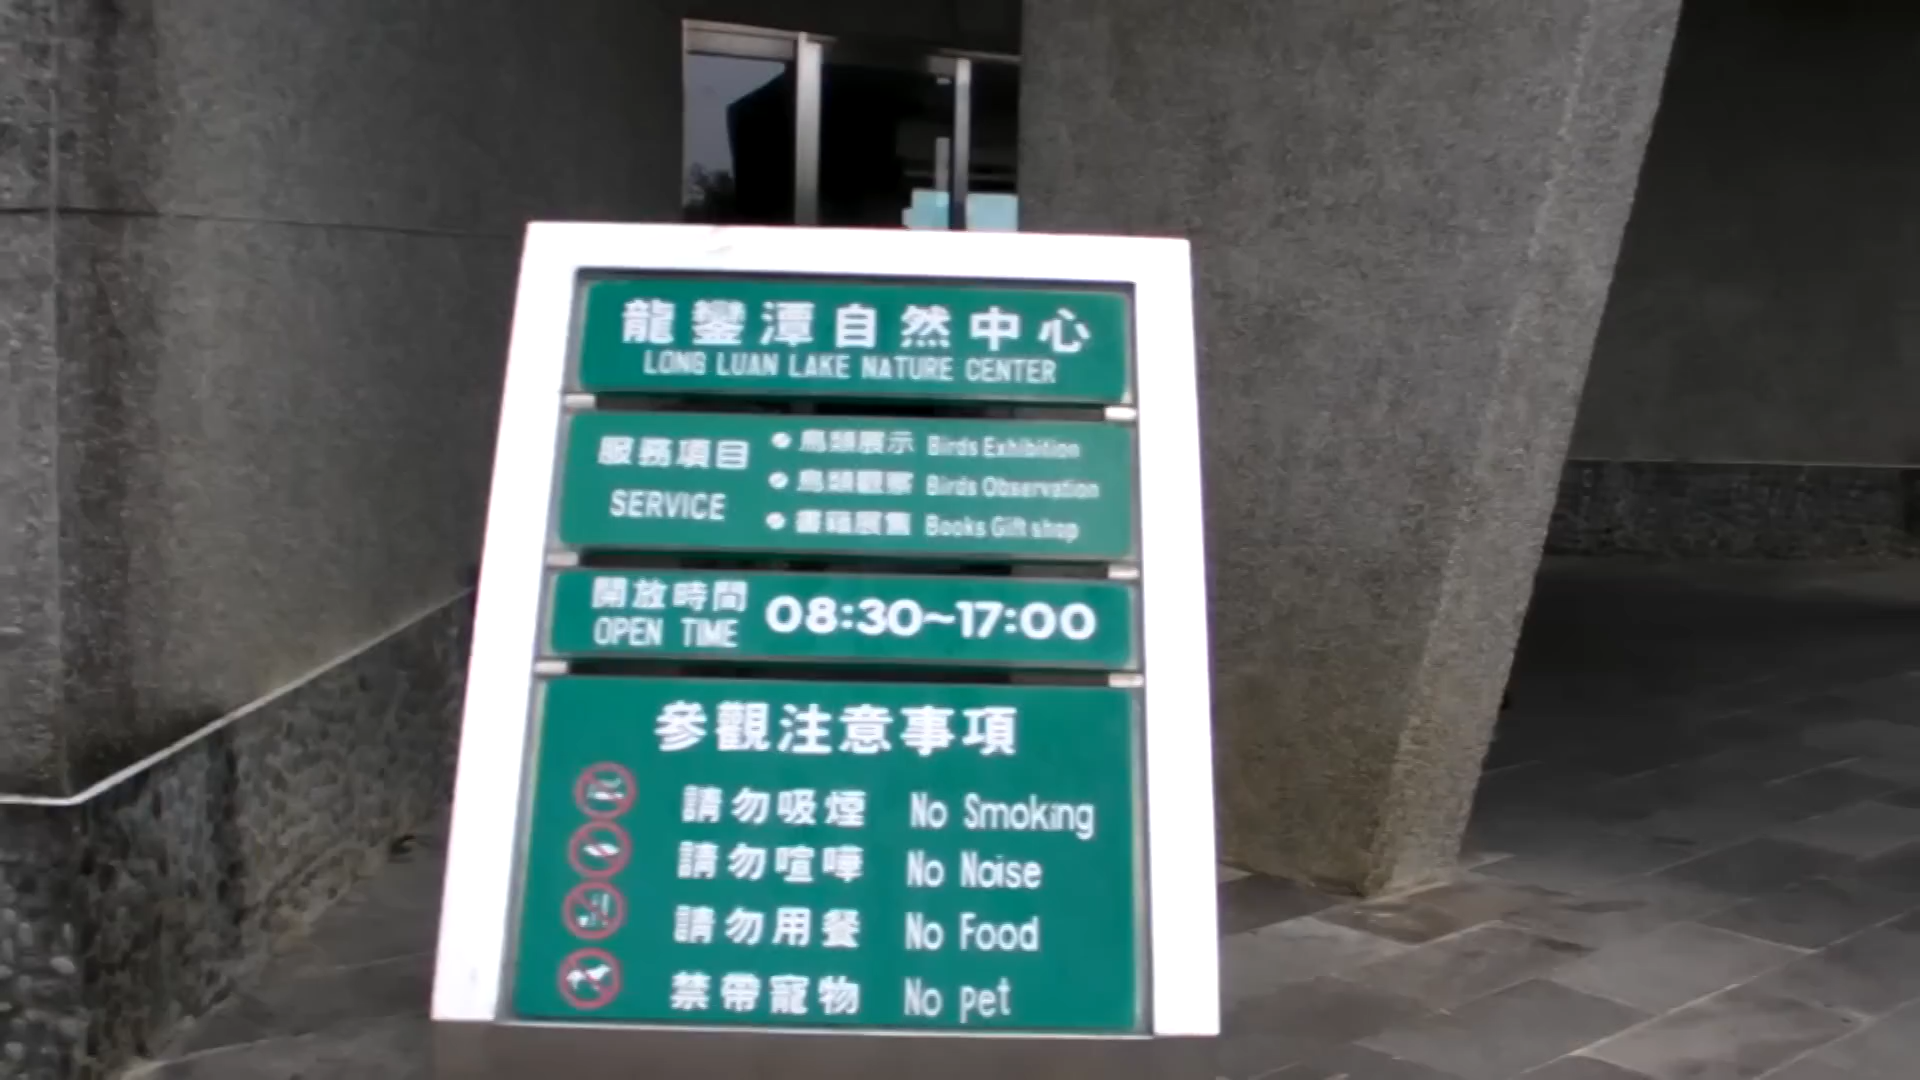 龍鑾潭自然中心
LONG LUAN LAKE NATURE CENTER
服務項目
SERVICE
鳥類展示 Birds Exhibition
鳥類觀察 Birds Observation
書籍展售 Books Gift shop
開放時間
OPEN TIME
08:30~17:00
參觀注意事項
請勿吸煙 No Smoking
請勿喧嘩 No Noise
請勿用餐 No Food
禁帶寵物 No pet